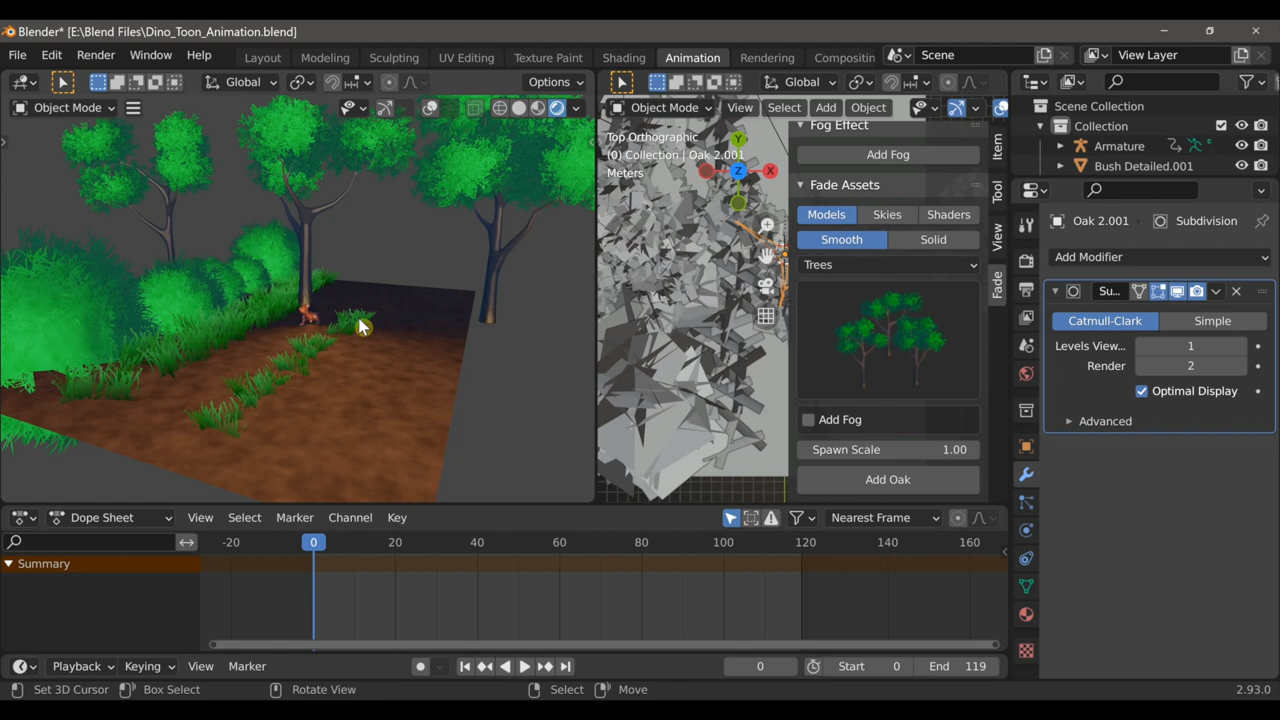 Blender* [E:\Blend Files\Dino_Toon_Animation.blend]
File Edit Render Window Help Layout Modeling Sculpting UV Editing Texture Paint Shading Animation Rendering Compositin Scene View Layer
Global Options Global
Object Mode Object Mode View Select Add Object
Scene Collection
Collection
Armature
Bush Detailed.001
Top Orthographic
(0) Collection | Oak 2.001
Meters
Y
Z
X
Fog Effect
Add Fog
Fade Assets
Models Skies Shaders
Smooth Solid
Trees
Add Fog
Spawn Scale 1.00
Add Oak
Item
Tool
View
Fade
Oak 2.001 Subdivision
Add Modifier
Su...
Catmull-Clark Simple
Levels View... 1
Render 2
Optimal Display
Advanced
Dope Sheet View Select Marker Channel Key Nearest Frame
-20 0 20 40 60 80 100 120 140 160
Summary
Playback Keying View Marker 0 Start 0 End 119
Set 3D Cursor Box Select Rotate View Select Move 2.93.0